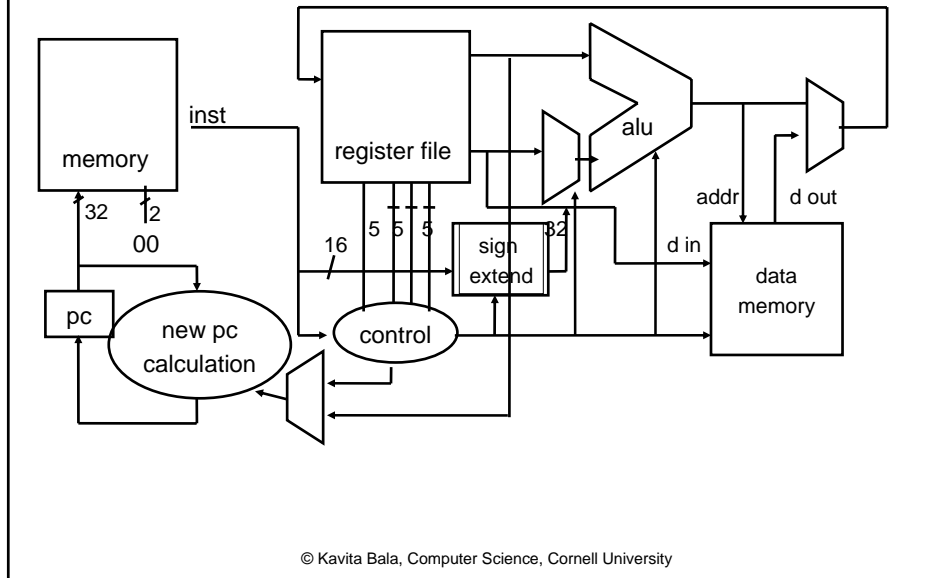 inst
memory
register file
alu
32
2
00
addr
d out
5
5
5
32
16
sign
extend
d in
data
memory
pc
new pc
calculation
control
© Kavita Bala, Computer Science, Cornell University